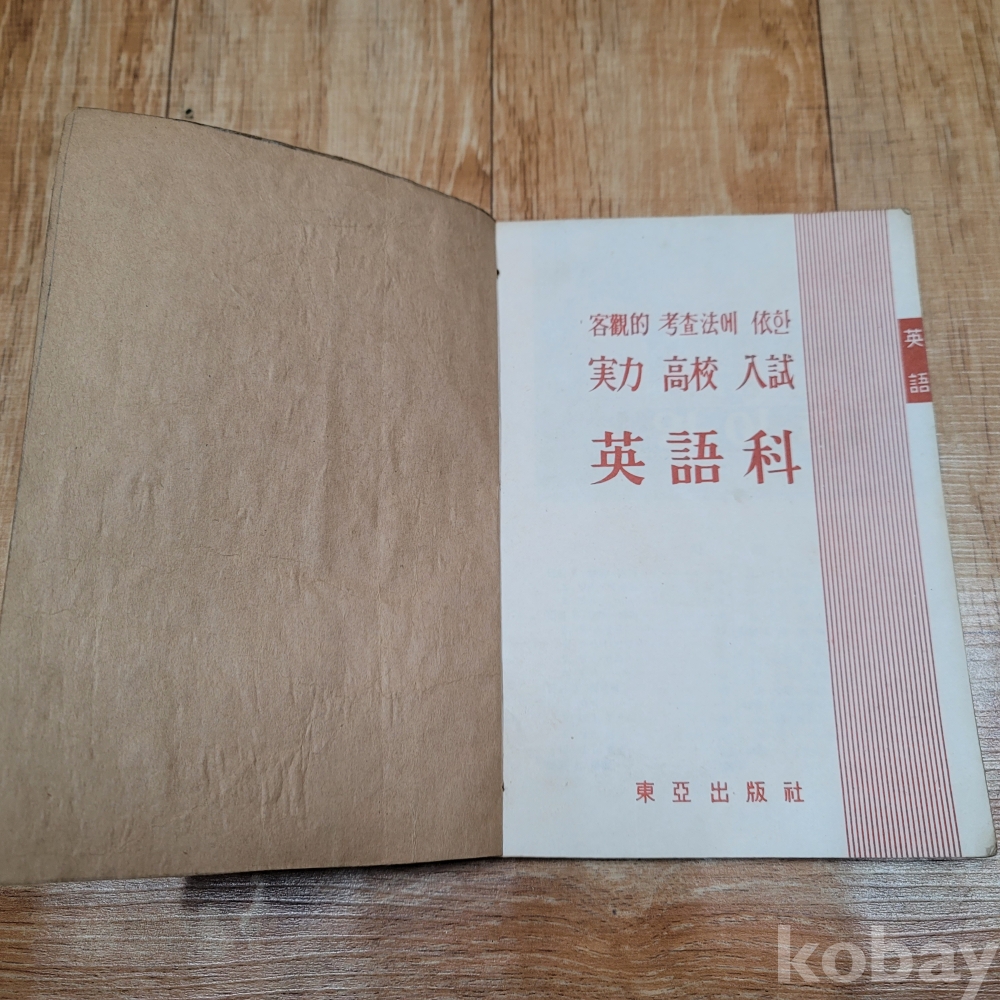 客觀的 考査法에 依한
実力 高校 入試
英語科
英語
東亞出版社
kobay